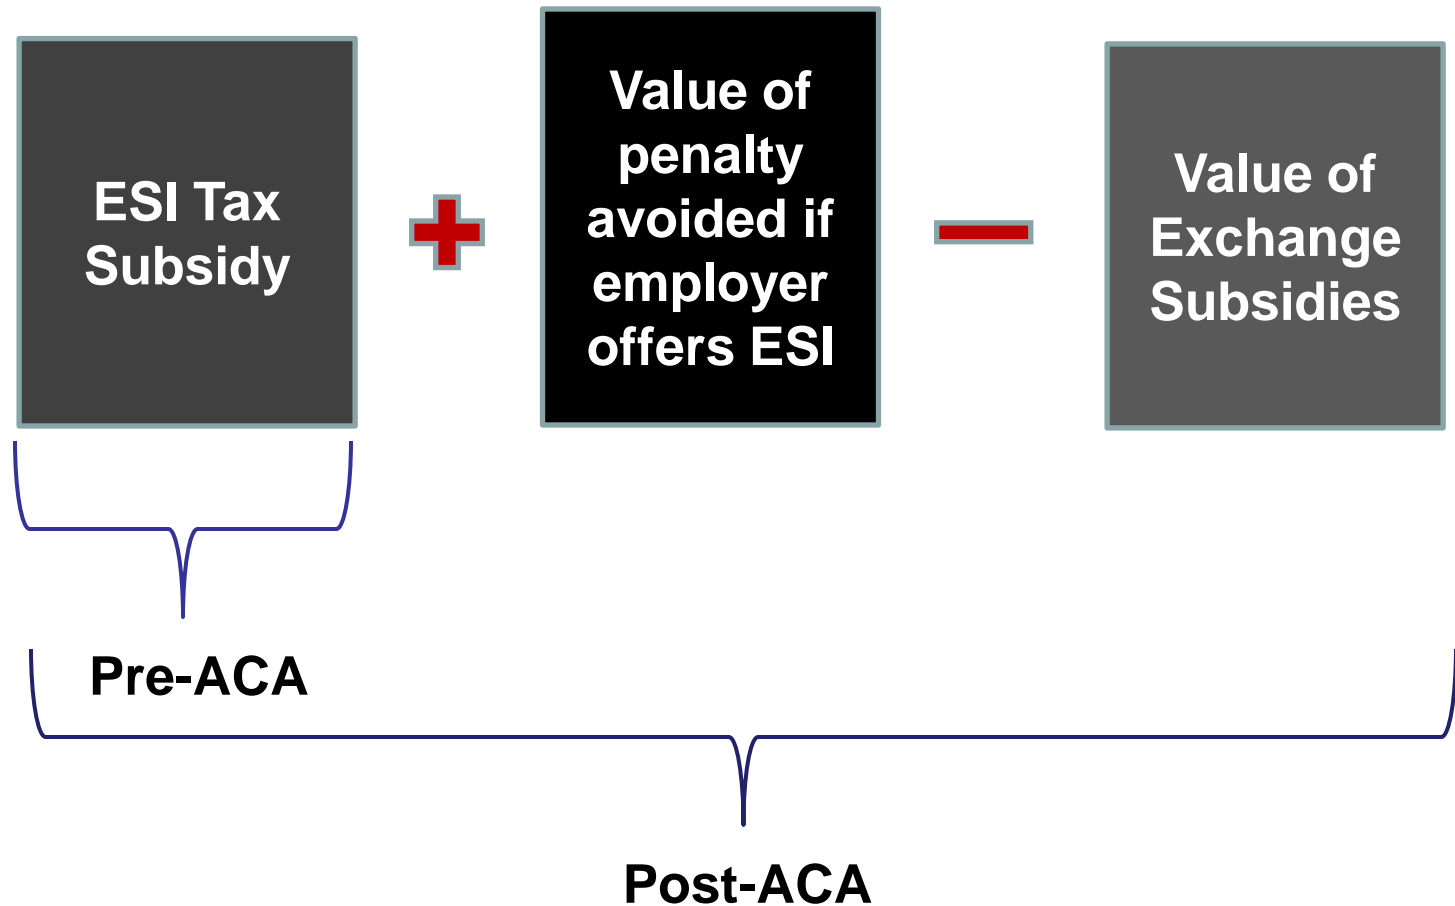 ESI Tax
Subsidy
Value of
penalty
avoided if
employer
offers ESI
Value of
Exchange
Subsidies
Pre-ACA
Post-ACA